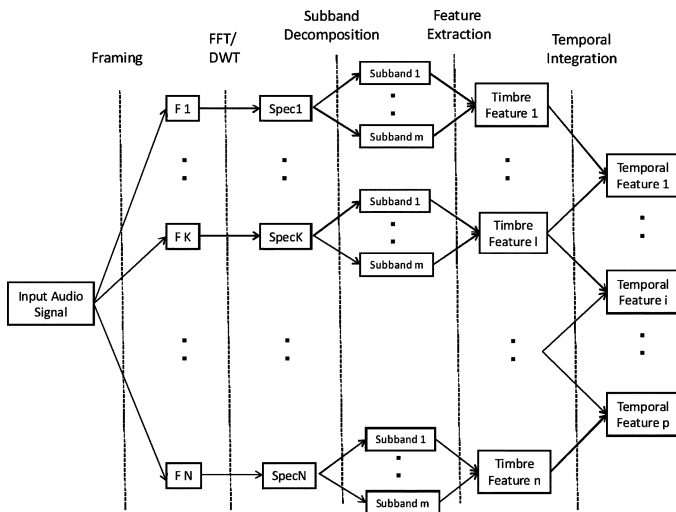 Framing
FFT/
DWT
Subband
Decomposition
Feature
Extraction
Temporal
Integration
Input Audio
Signal
F 1
Spec1
Subband 1
Subband m
Timbre
Feature 1
Temporal
Feature 1
F K
SpecK
Subband 1
Subband m
Timbre
Feature l
Temporal
Feature i
F N
SpecN
Subband 1
Subband m
Timbre
Feature n
Temporal
Feature p